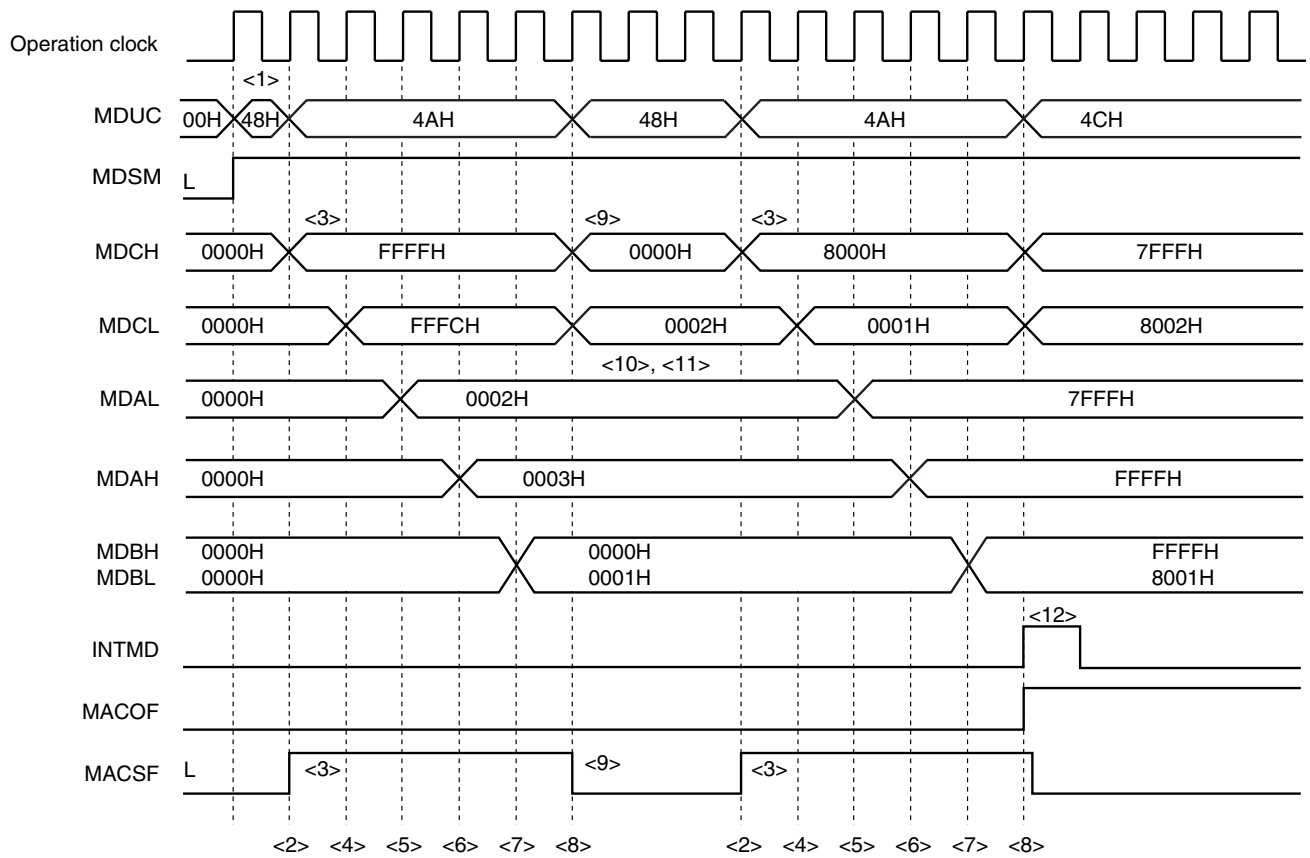 Operation clock
<1>
MDUC 00H 48H 4AH 48H 4AH 4CH
MDSM L
<3> <9> <3>
MDCH 0000H FFFFH 0000H 8000H 7FFFH
MDCL 0000H FFFCH 0002H 0001H 8002H
<10>, <11>
MDAL 0000H 0002H 7FFFH
MDAH 0000H 0003H FFFFH
MDBH 0000H 0000H FFFFH
MDBL 0000H 0001H 8001H
<12>
INTMD
MACOF
MACSF L <3> <9> <3>
<2> <4> <5> <6> <7> <8> <2> <4> <5> <6> <7> <8>